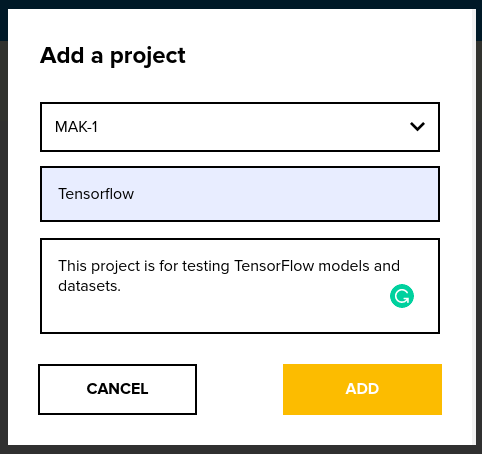 Add a project
MAK-1
Tensorflow
This project is for testing TensorFlow models and
datasets.
CANCEL
ADD